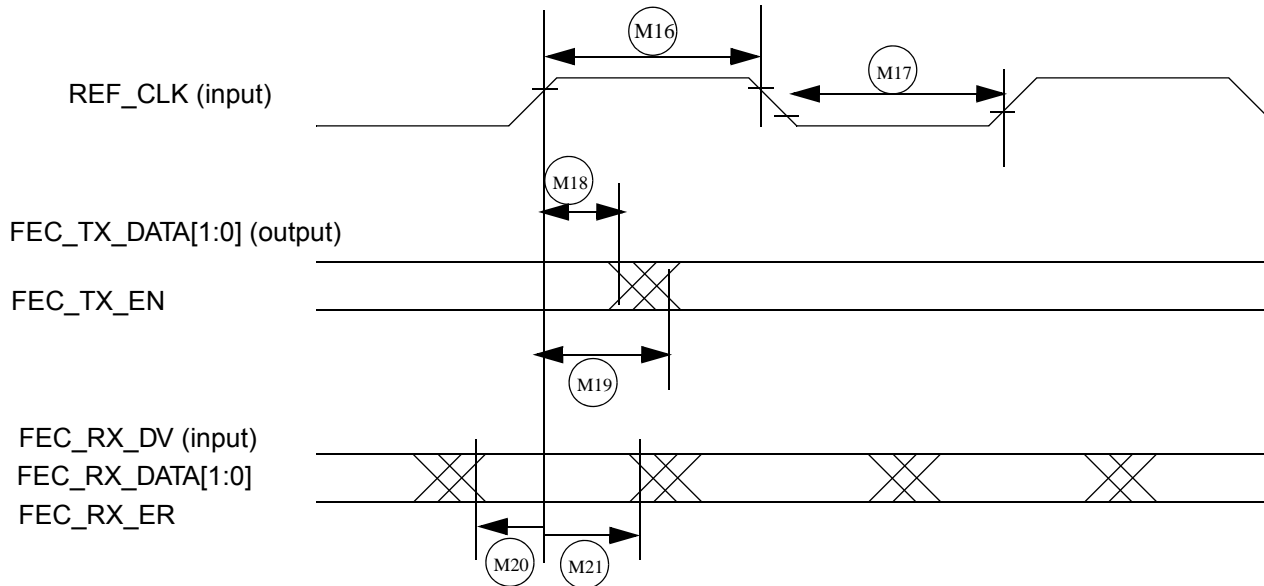 M16
REF_CLK (input)
M17
M18
FEC_TX_DATA[1:0] (output)
FEC_TX_EN
M19
FEC_RX_DV (input)
FEC_RX_DATA[1:0]
FEC_RX_ER
M20
M21